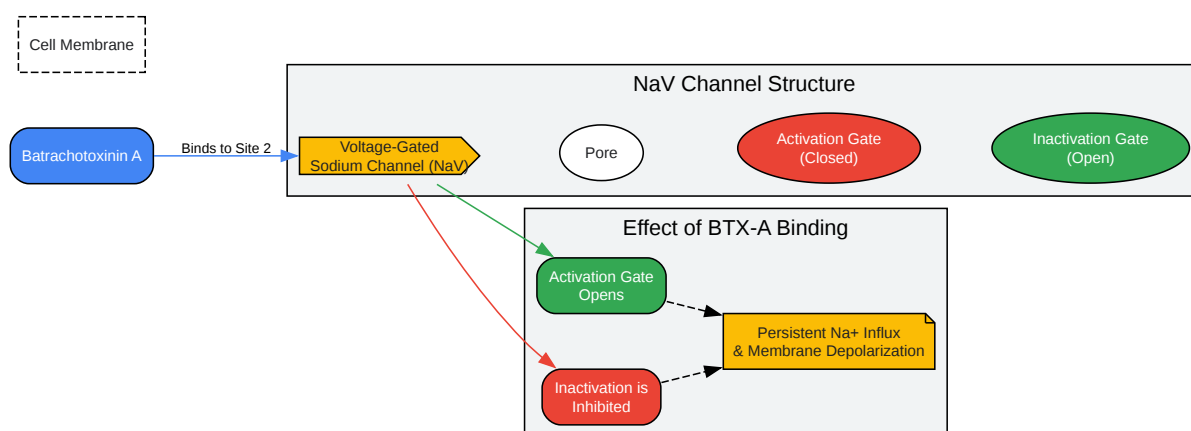 Cell Membrane
NaV Channel Structure
Batrachotoxinin A
Binds to Site 2
Voltage-Gated
Sodium Channel (NaV)
Pore
Activation Gate
(Closed)
Inactivation Gate
(Open)
Effect of BTX-A Binding
Activation Gate
Opens
Persistent Na+ Influx
& Membrane Depolarization
Inactivation is
Inhibited